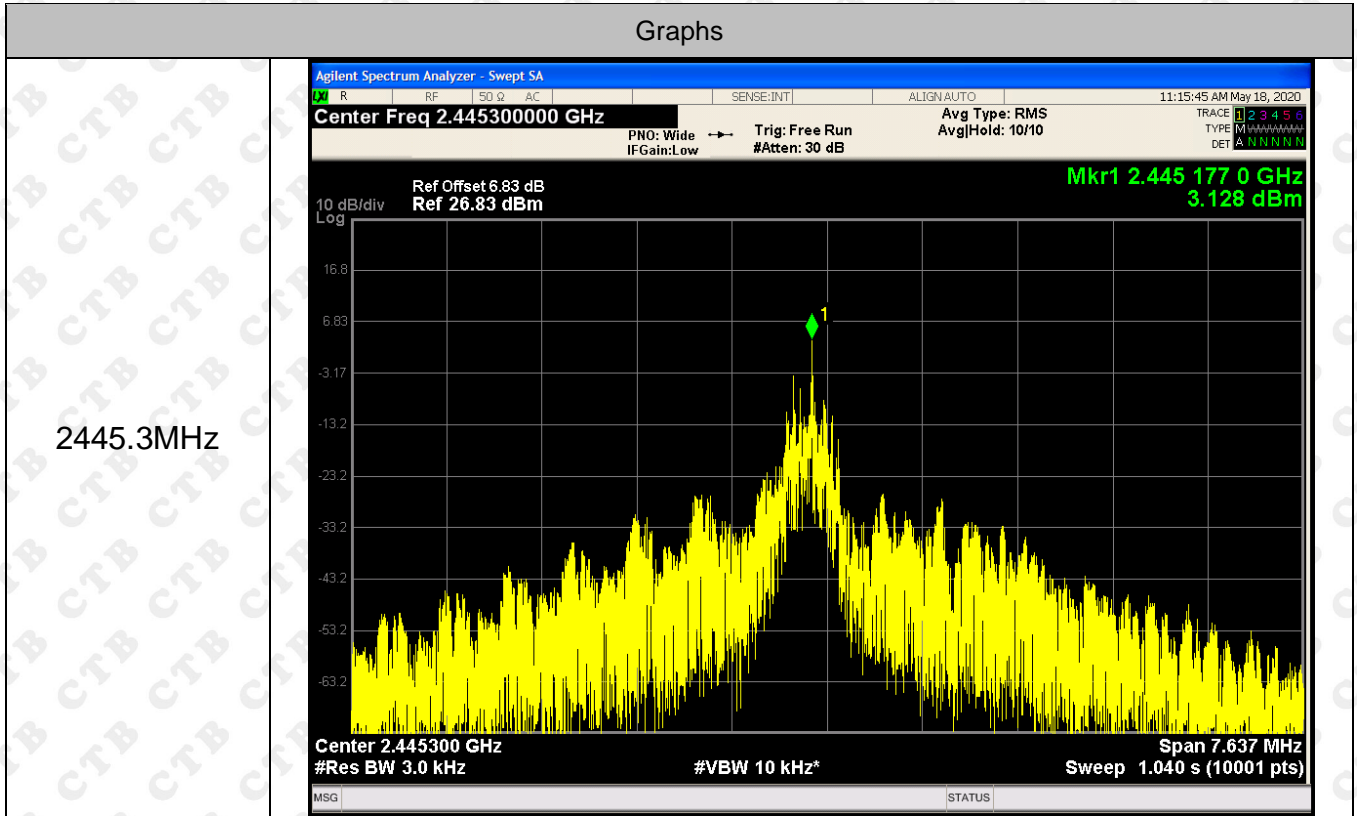 Graphs
2445.3MHz
Agilent Spectrum Analyzer - Swept SA
LXI R RF 50 Ω AC SENSE:INT ALIGN AUTO 11:15:45 AM May 18, 2020
Center Freq 2.445300000 GHz
PNO: Wide
IFGain:Low
Trig: Free Run
#Atten: 30 dB
Avg Type: RMS
Avg|Hold: 10/10
TRACE 1 2 3 4 5 6
TYPE M
DET A N N N N N
Mkr1 2.445 177 0 GHz
3.128 dBm
Ref Offset 6.83 dB
10 dB/div Ref 26.83 dBm
Log
1
16.8
6.83
-3.17
-13.2
-23.2
-33.2
-43.2
-53.2
-63.2
Center 2.445300 GHz Span 7.637 MHz
#Res BW 3.0 kHz #VBW 10 kHz* Sweep 1.040 s (10001 pts)
MSG STATUS
CTB